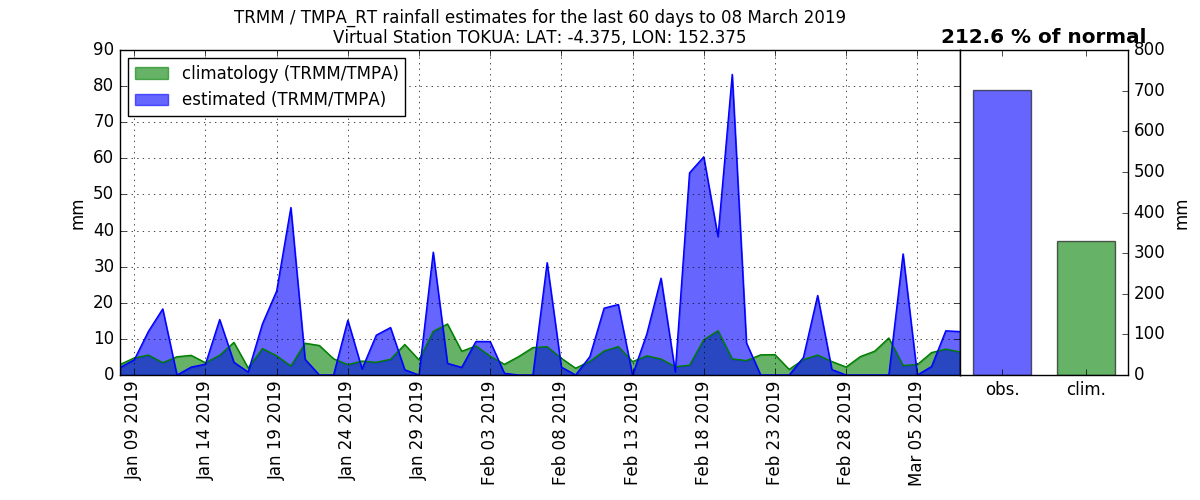 TRMM / TMPA_RT rainfall estimates for the last 60 days to 08 March 2019
Virtual Station TOKUA: LAT: -4.375, LON: 152.375
212.6 % of normal
climatology (TRMM/TMPA)
estimated (TRMM/TMPA)
mm
90
80
70
60
50
40
30
20
10
0
Jan 09 2019
Jan 14 2019
Jan 19 2019
Jan 24 2019
Jan 29 2019
Feb 03 2019
Feb 08 2019
Feb 13 2019
Feb 18 2019
Feb 23 2019
Feb 28 2019
Mar 05 2019
800
700
600
500
400
300
200
100
0
mm
obs.
clim.